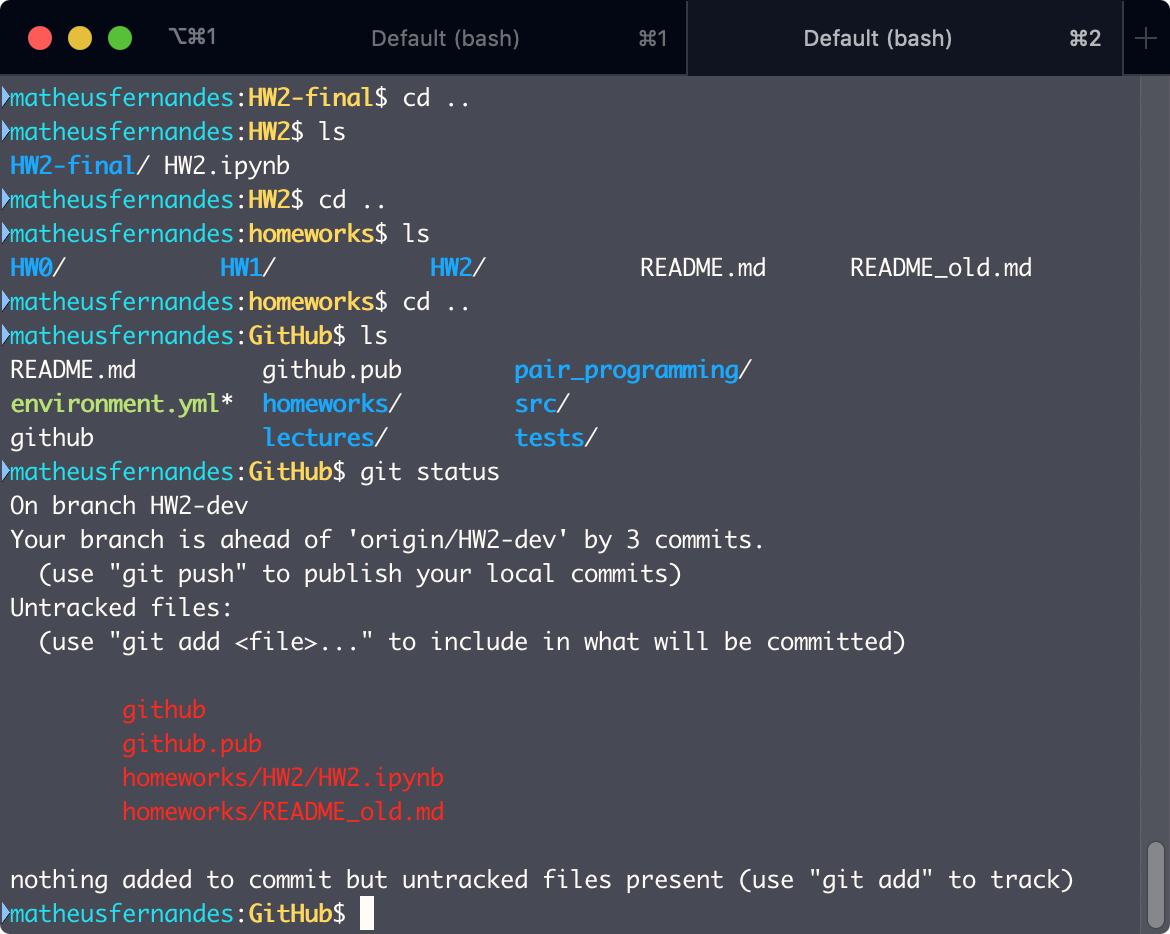 ⌥⌘1 Default (bash) ⌘1 Default (bash) ⌘2 +
matheusfernandes:HW2-final$ cd ..
matheusfernandes:HW2$ ls
HW2-final/ HW2.ipynb
matheusfernandes:HW2$ cd ..
matheusfernandes:homeworks$ ls
HW0/ HW1/ HW2/ README.md README_old.md
matheusfernandes:homeworks$ cd ..
matheusfernandes:GitHub$ ls
README.md github.pub pair_programming/
environment.yml* homeworks/ src/
github lectures/ tests/
matheusfernandes:GitHub$ git status
On branch HW2-dev
Your branch is ahead of 'origin/HW2-dev' by 3 commits.
(use "git push" to publish your local commits)
Untracked files:
(use "git add <file>..." to include in what will be committed)
github
github.pub
homeworks/HW2/HW2.ipynb
homeworks/README_old.md
nothing added to commit but untracked files present (use "git add" to track)
matheusfernandes:GitHub$